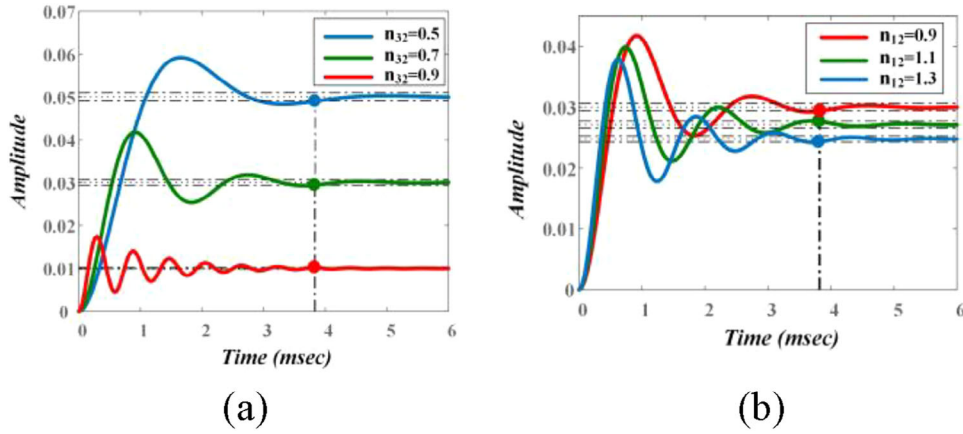 0.07
0.06
0.05
0.04
0.03
0.02
0.01
0
Amplitude
n32=0.5
n32=0.7
n32=0.9
0 1 2 3 4 5 6
Time (msec)
(a)
0.04
0.03
0.02
0.01
0
Amplitude
n12=0.9
n12=1.1
n12=1.3
0 1 2 3 4 5 6
Time (msec)
(b)